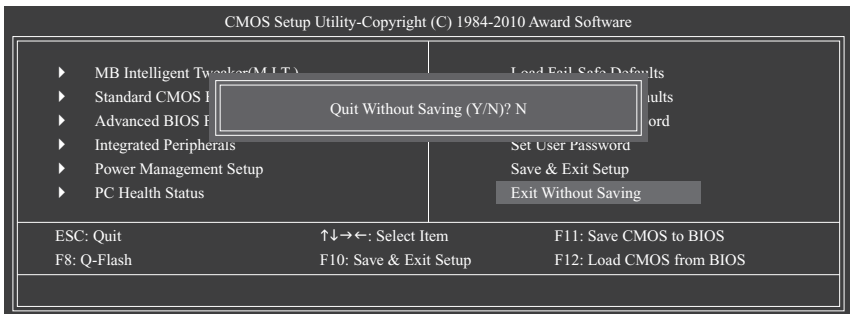 CMOS Setup Utility-Copyright (C) 1984-2010 Award Software
MB Intelligent Tweaker(M.I.T.)
Standard CMOS
Advanced BIOS
Integrated Peripherals
Power Management Setup
PC Health Status
Load Fail-Safe Defaults
Set User Password
Save & Exit Setup
Exit Without Saving
Quit Without Saving (Y/N)? N
ESC: Quit ↑↓→←: Select Item F11: Save CMOS to BIOS
F8: Q-Flash F10: Save & Exit Setup F12: Load CMOS from BIOS